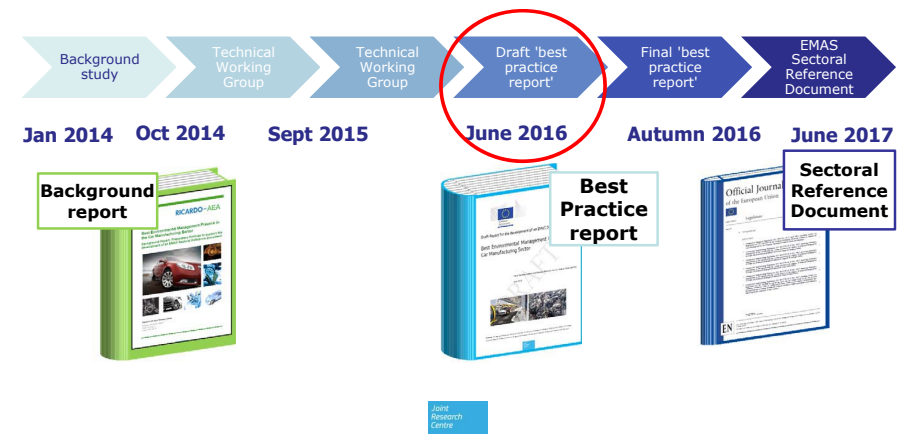 Background
study
Technical
Working
Group
Technical
Working
Group
Draft 'best
practice
report'
Final 'best
practice
report'
EMAS
Sectoral
Reference
Document
Jan 2014
Oct 2014
Sept 2015
June 2016
Autumn 2016
June 2017
Background
report
RICARDO-AEA
Best Environmental Management Practice in
the Car Manufacturing Sector
Best
Practice
report
Best Environmental Management
Car Manufacturing Sector
DRAFT
Sectoral
Reference
Document
Official Journal
of the European Union
EN
Joint
Research
Centre